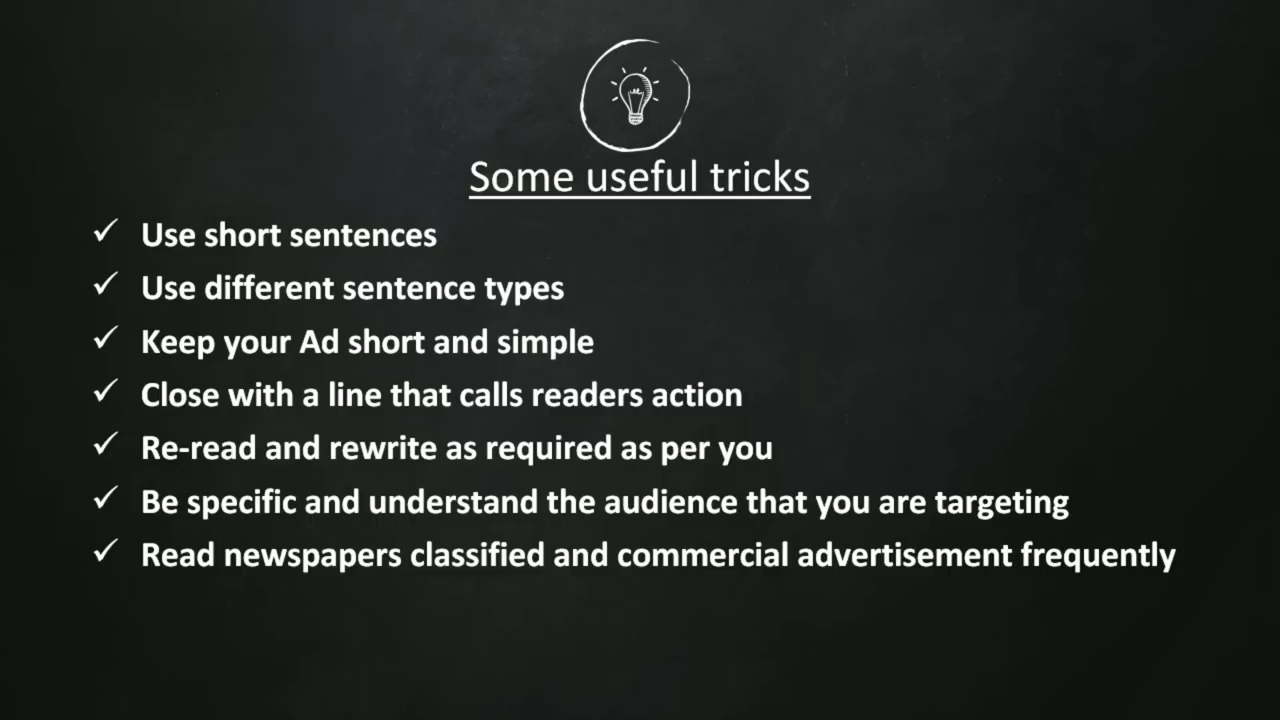 Some useful tricks
✓ Use short sentences
✓ Use different sentence types
✓ Keep your Ad short and simple
✓ Close with a line that calls readers action
✓ Re-read and rewrite as required as per you
✓ Be specific and understand the audience that you are targeting
✓ Read newspapers classified and commercial advertisement frequently